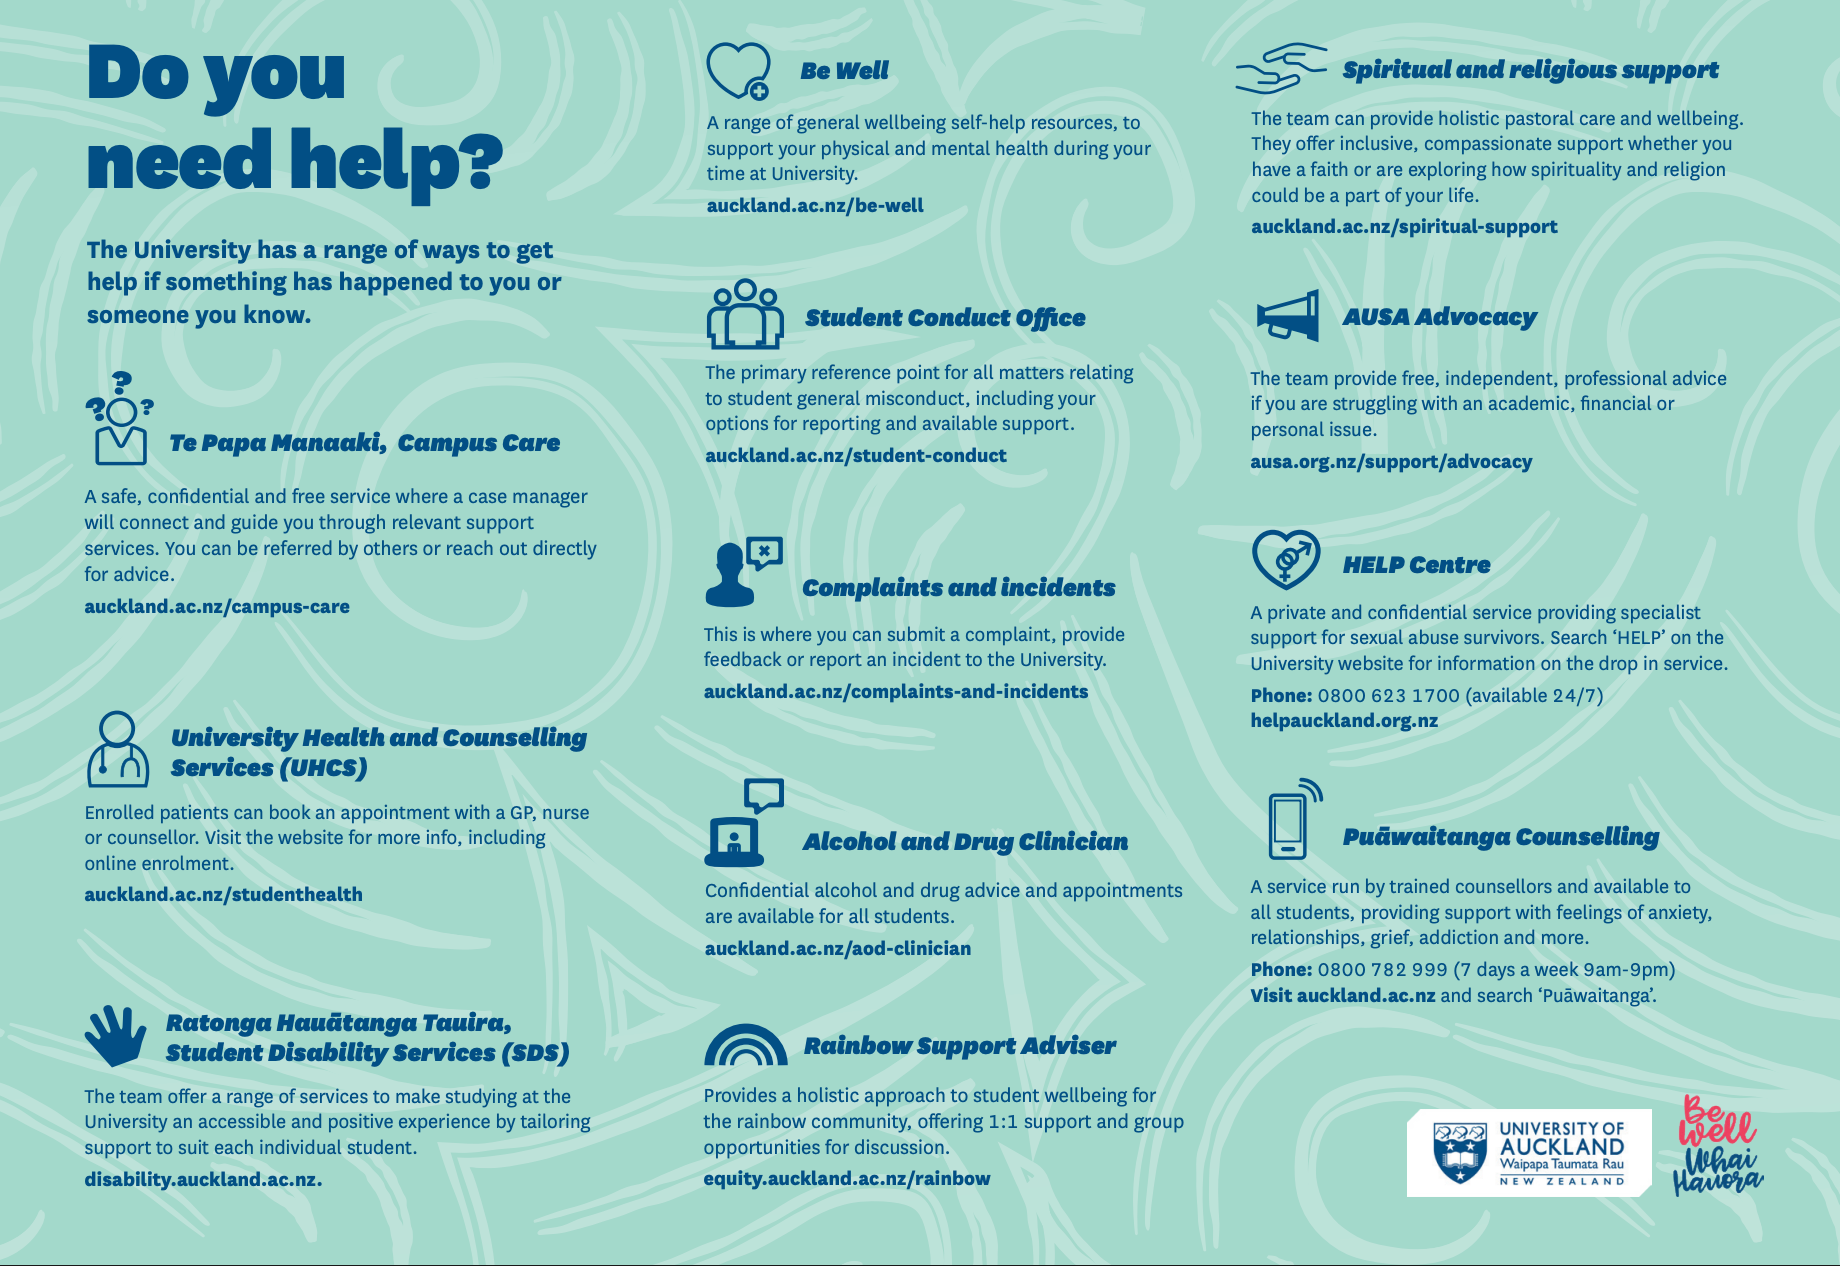 Do you
need help?
The University has a range of ways to get
help if something has happened to you or
someone you know.
Te Papa Manaaki, Campus Care
A safe, confidential and free service where a case manager
will connect and guide you through relevant support
services. You can be referred by others or reach out directly
for advice.
auckland.ac.nz/campus-care
University Health and Counselling
Services (UHCS)
Enrolled patients can book an appointment with a GP, nurse
or counsellor. Visit the website for more info, including
online enrolment.
auckland.ac.nz/studenthealth
Ratonga Hauātanga Tauira,
Student Disability Services (SDS)
The team offer a range of services to make studying at the
University an accessible and positive experience by tailoring
support to suit each individual student.
disability.auckland.ac.nz.
Be Well
A range of general wellbeing self-help resources, to
support your physical and mental health during your
time at University.
auckland.ac.nz/be-well
Student Conduct Office
The primary reference point for all matters relating
to student general misconduct, including your
options for reporting and available support.
auckland.ac.nz/student-conduct
Complaints and incidents
This is where you can submit a complaint, provide
feedback or report an incident to the University.
auckland.ac.nz/complaints-and-incidents
Alcohol and Drug Clinician
Confidential alcohol and drug advice and appointments
are available for all students.
auckland.ac.nz/aod-clinician
Rainbow Support Adviser
Provides a holistic approach to student wellbeing for
the rainbow community, offering 1:1 support and group
opportunities for discussion.
equity.auckland.ac.nz/rainbow
Spiritual and religious support
The team can provide holistic pastoral care and wellbeing.
They offer inclusive, compassionate support whether you
have a faith or are exploring how spirituality and religion
could be a part of your life.
auckland.ac.nz/spiritual-support
AUSA Advocacy
The team provide free, independent, professional advice
if you are struggling with an academic, financial or
personal issue.
ausa.org.nz/support/advocacy
HELP Centre
A private and confidential service providing specialist
support for sexual abuse survivors. Search ‘HELP’ on the
University website for information on the drop in service.
Phone: 0800 623 1700 (available 24/7)
helpauckland.org.nz
Puāwaitanga Counselling
A service run by trained counsellors and available to
all students, providing support with feelings of anxiety,
relationships, grief, addiction and more.
Phone: 0800 782 999 (7 days a week 9am-9pm)
Visit auckland.ac.nz and search ‘Puāwaitanga’.
UNIVERSITY OF
AUCKLAND
Waipapa Taumata Rau
NEW ZEALAND
Be
Well
Whai
Hauora